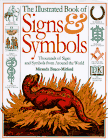 The Illustrated Book of
Signs &
Symbols
Thousands of Signs
and Symbols from Around the World
Miranda Bruce-Mitford